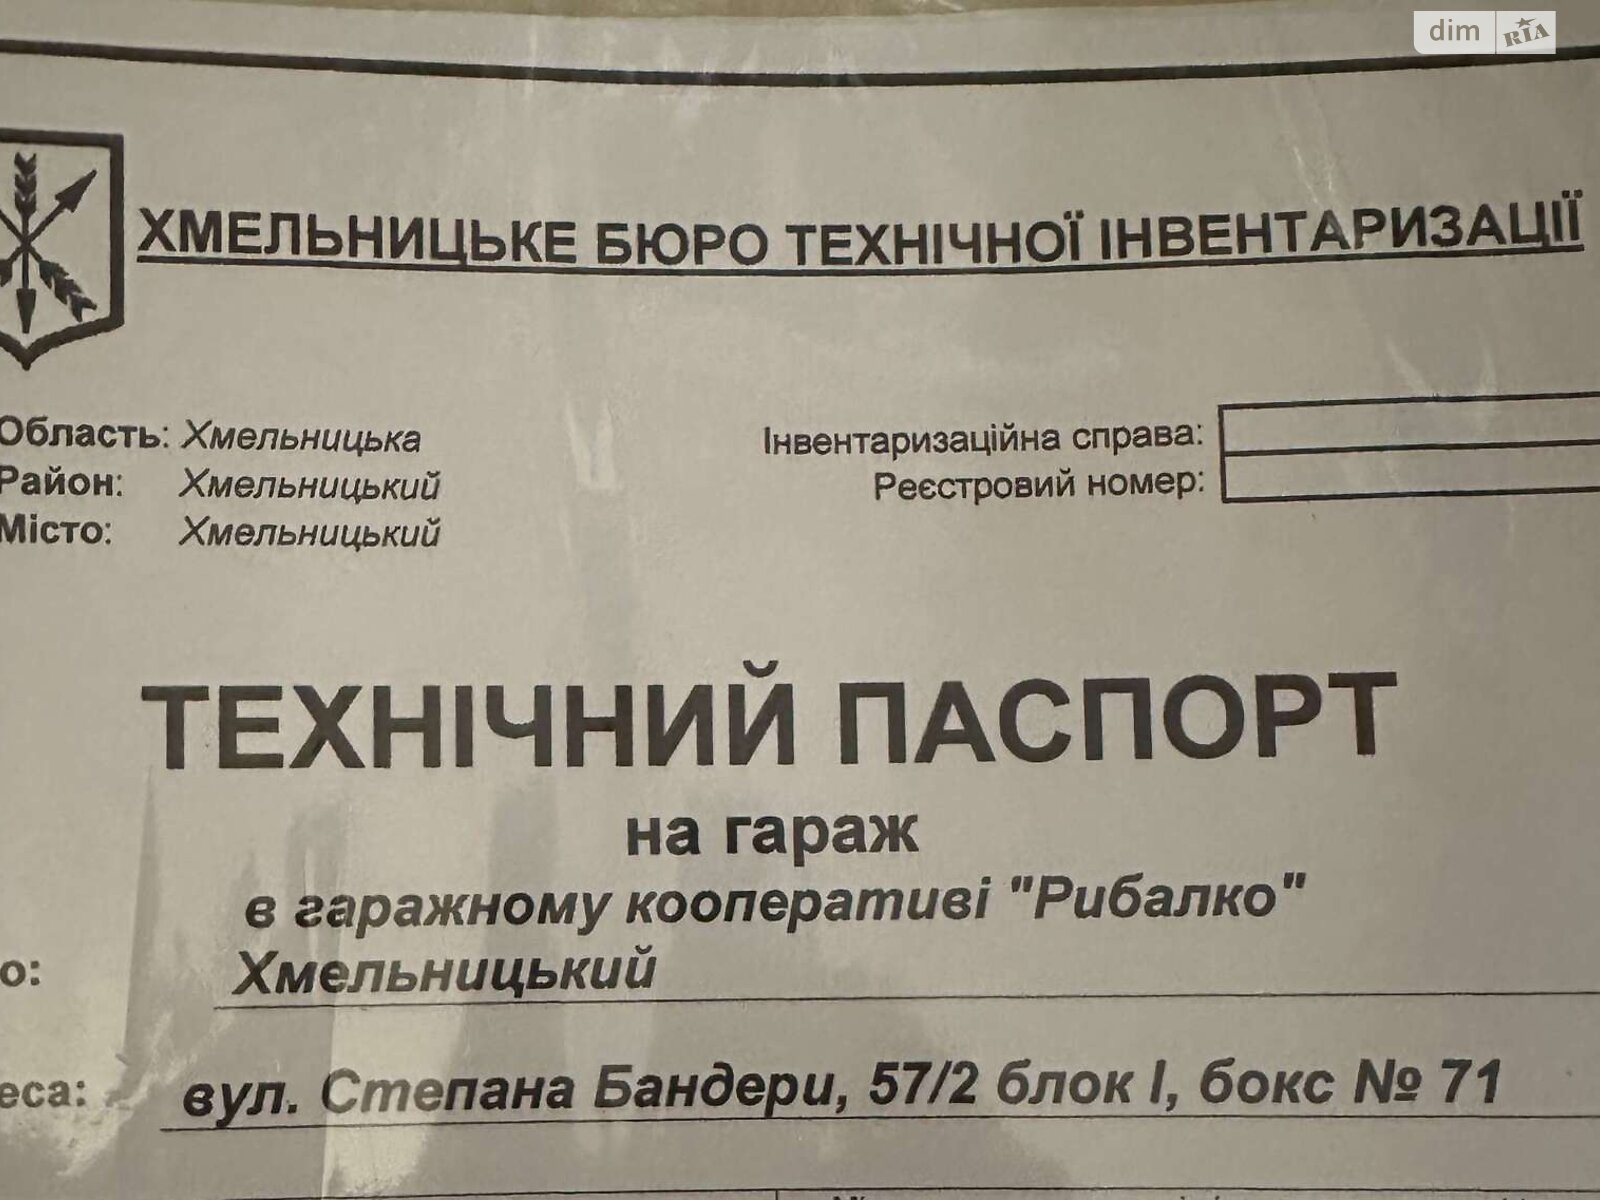 dim RIA
ХМЕЛЬНИЦЬКЕ БЮРО ТЕХНІЧНОЇ ІНВЕНТАРИЗАЦІЇ
Область: Хмельницька
Інвентаризаційна справа:
Район: Хмельницький
Реєстровий номер:
Місто: Хмельницький
ТЕХНІЧНИЙ ПАСПОРТ
на гараж
в гаражному кооперативі "Рибалко"
о: Хмельницький
еса: вул. Степана Бандери, 57/2 блок І, бокс № 71